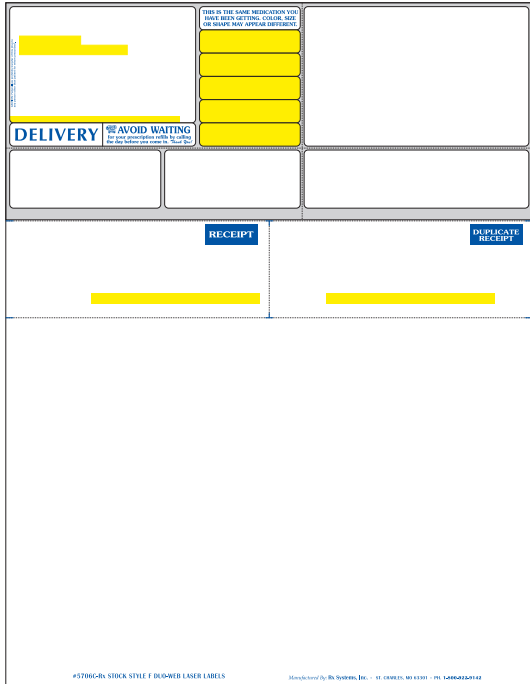 THIS IS THE SAME MEDICATION YOU
HAVE BEEN GETTING. COLOR, SIZE
OR SHAPE MAY APPEAR DIFFERENT.
DELIVERY
AVOID WAITING
for your prescription refills by calling
the day before you come in. Thank You!
RECEIPT
DUPLICATE
RECEIPT
#5706C-Rx STOCK STYLE F DUO-WEB LASER LABELS
Manufactured By: Rx Systems, Inc. - ST. CHARLES, MO 63301 - PH. 1-800-922-9142